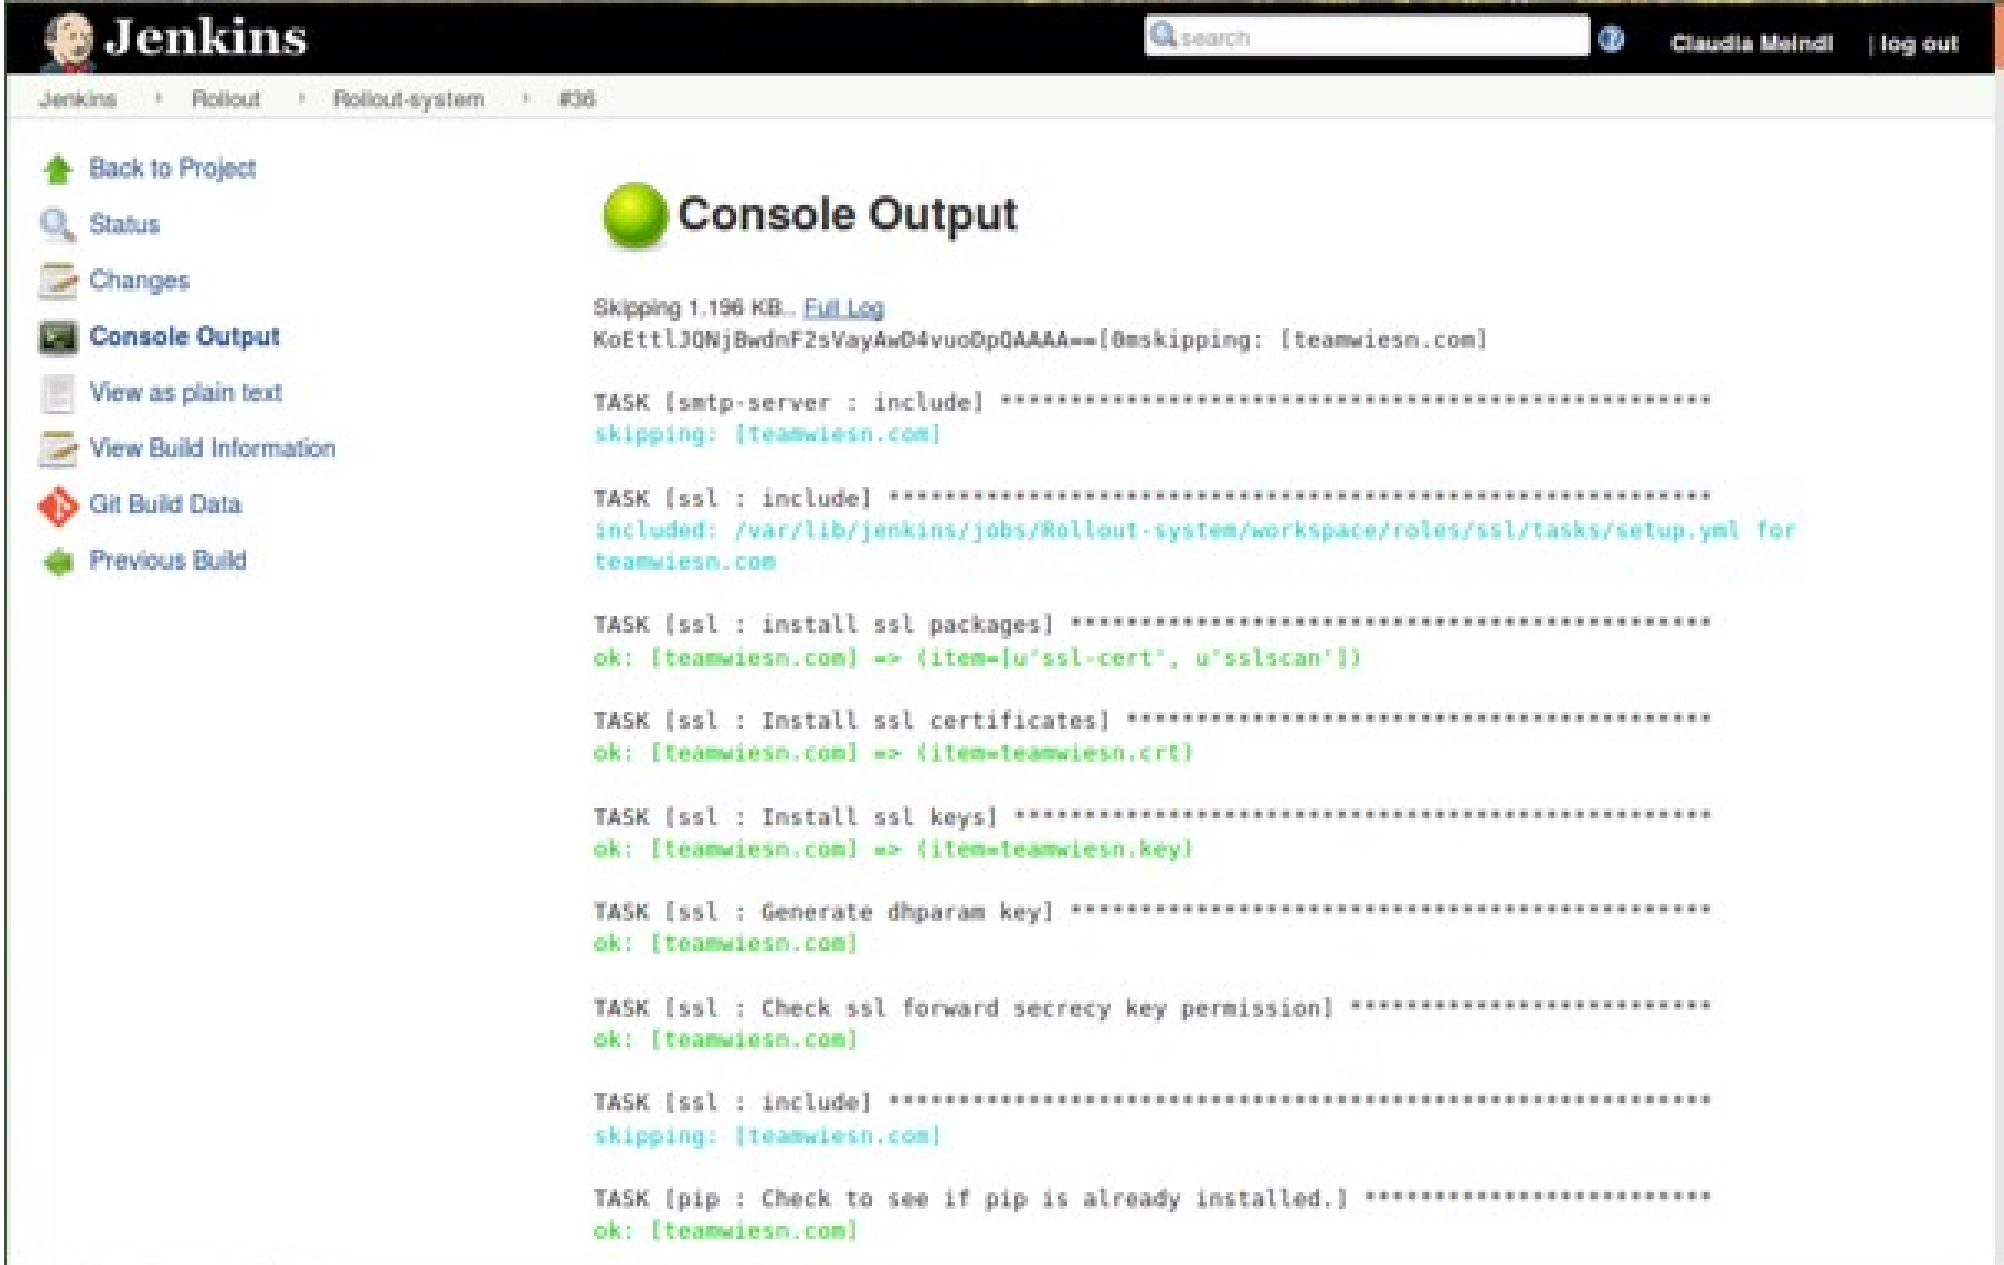 Jenkins
search
Claudia Meindl | log out
Jenkins › Rollout › Rollout-system › #36
Back to Project
Status
Changes
Console Output
View as plain text
View Build Information
Git Build Data
Previous Build
Console Output
Skipping 1.196 KB.. Full Log
KoEttlJQNjBwdnF2sVayAwD4vuoDpQAAAA==[0mskipping: [teamwiesn.com]
TASK [smtp-server : include] ***************************************************
skipping: [teamwiesn.com]
TASK [ssl : include] ***********************************************************
included: /var/lib/jenkins/jobs/Rollout-system/workspace/roles/ssl/tasks/setup.yml for
teamwiesn.com
TASK [ssl : install ssl packages] **********************************************
ok: [teamwiesn.com] => (item=[u'ssl-cert', u'sslscan'])
TASK [ssl : Install ssl certificates] ******************************************
ok: [teamwiesn.com] => (item=teamwiesn.crt)
TASK [ssl : Install ssl keys] **************************************************
ok: [teamwiesn.com] => (item=teamwiesn.key)
TASK [ssl : Generate dhparam key] **********************************************
ok: [teamwiesn.com]
TASK [ssl : Check ssl forward secrecy key permission] **************************
ok: [teamwiesn.com]
TASK [ssl : include] ***********************************************************
skipping: [teamwiesn.com]
TASK [pip : Check to see if pip is already installed.] *************************
ok: [teamwiesn.com]